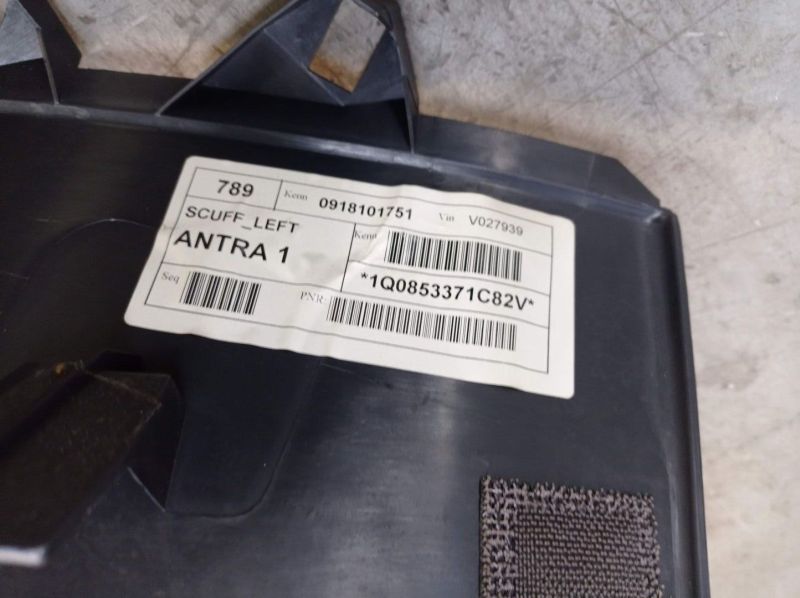 789 Kenn 0918101751 Vin V027939
SCUFF_LEFT
ANTRA 1
Kenn
*1Q0853371C82V*
Seq
PNR: